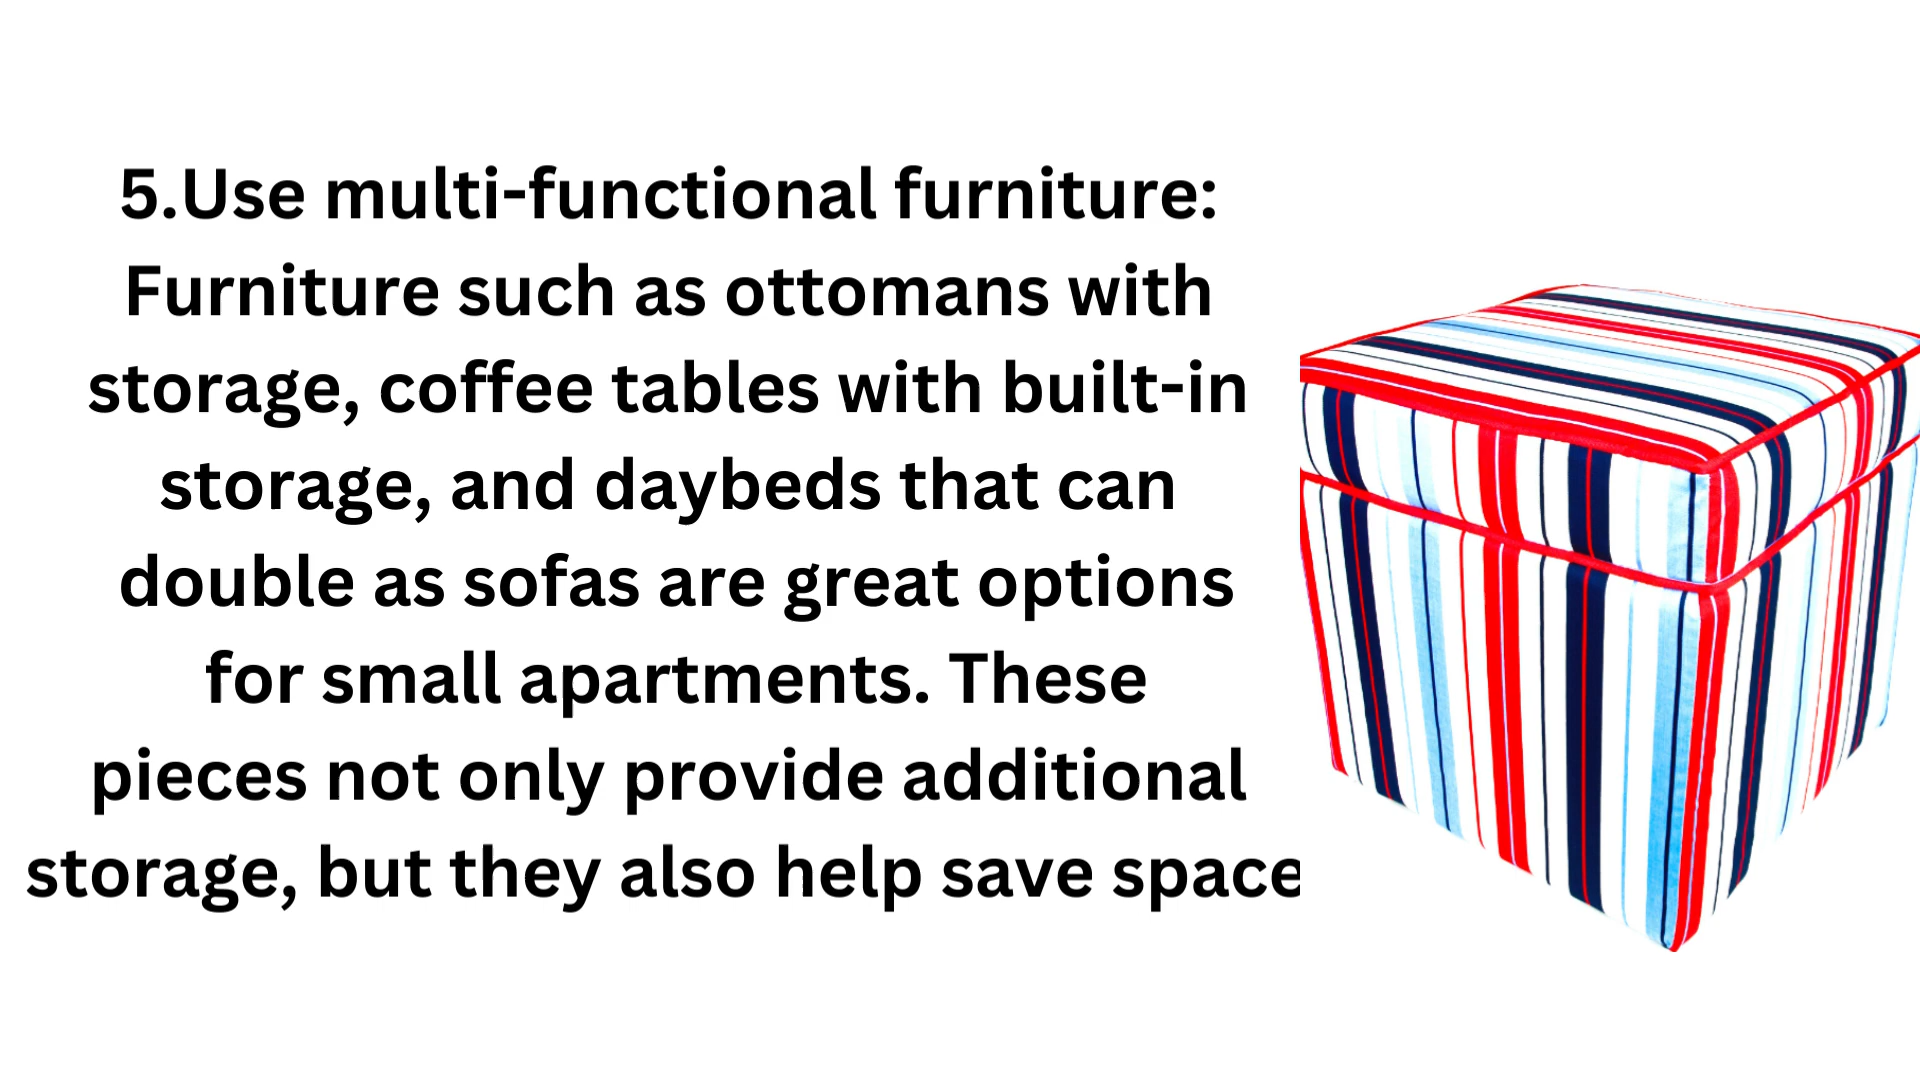 5.Use multi-functional furniture:
Furniture such as ottomans with
storage, coffee tables with built-in
storage, and daybeds that can
double as sofas are great options
for small apartments. These
pieces not only provide additional
storage, but they also help save space